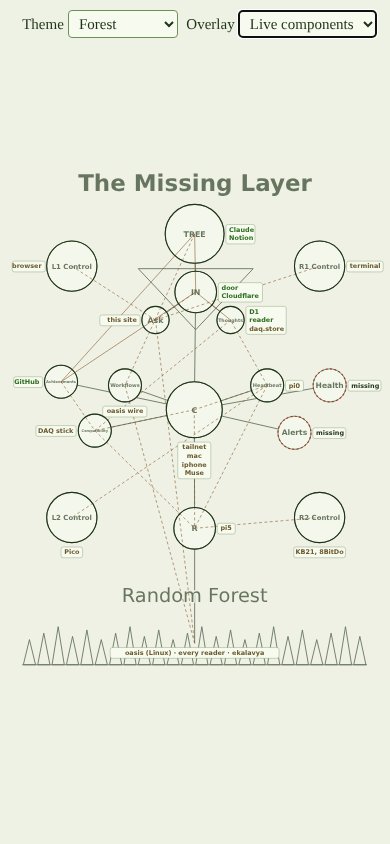 Theme Forest Overlay Live components
The Missing Layer
TREE
Claude
Notion
browser
L1 Control
R1 Control
terminal
IN
door
Cloudflare
this site
Ask
Thoughts
D1
reader
daq.store
GitHub
Achievements
Workflows
Heartbeat
pi0
Health
missing
oasis wire
C
DAQ stick
Compatibility
Alerts
missing
tailnet
mac
iphone
Muse
L2 Control
Pico
R
pi5
R2 Control
KB21, 8BitDo
Random Forest
oasis (Linux) · every reader · ekalavya